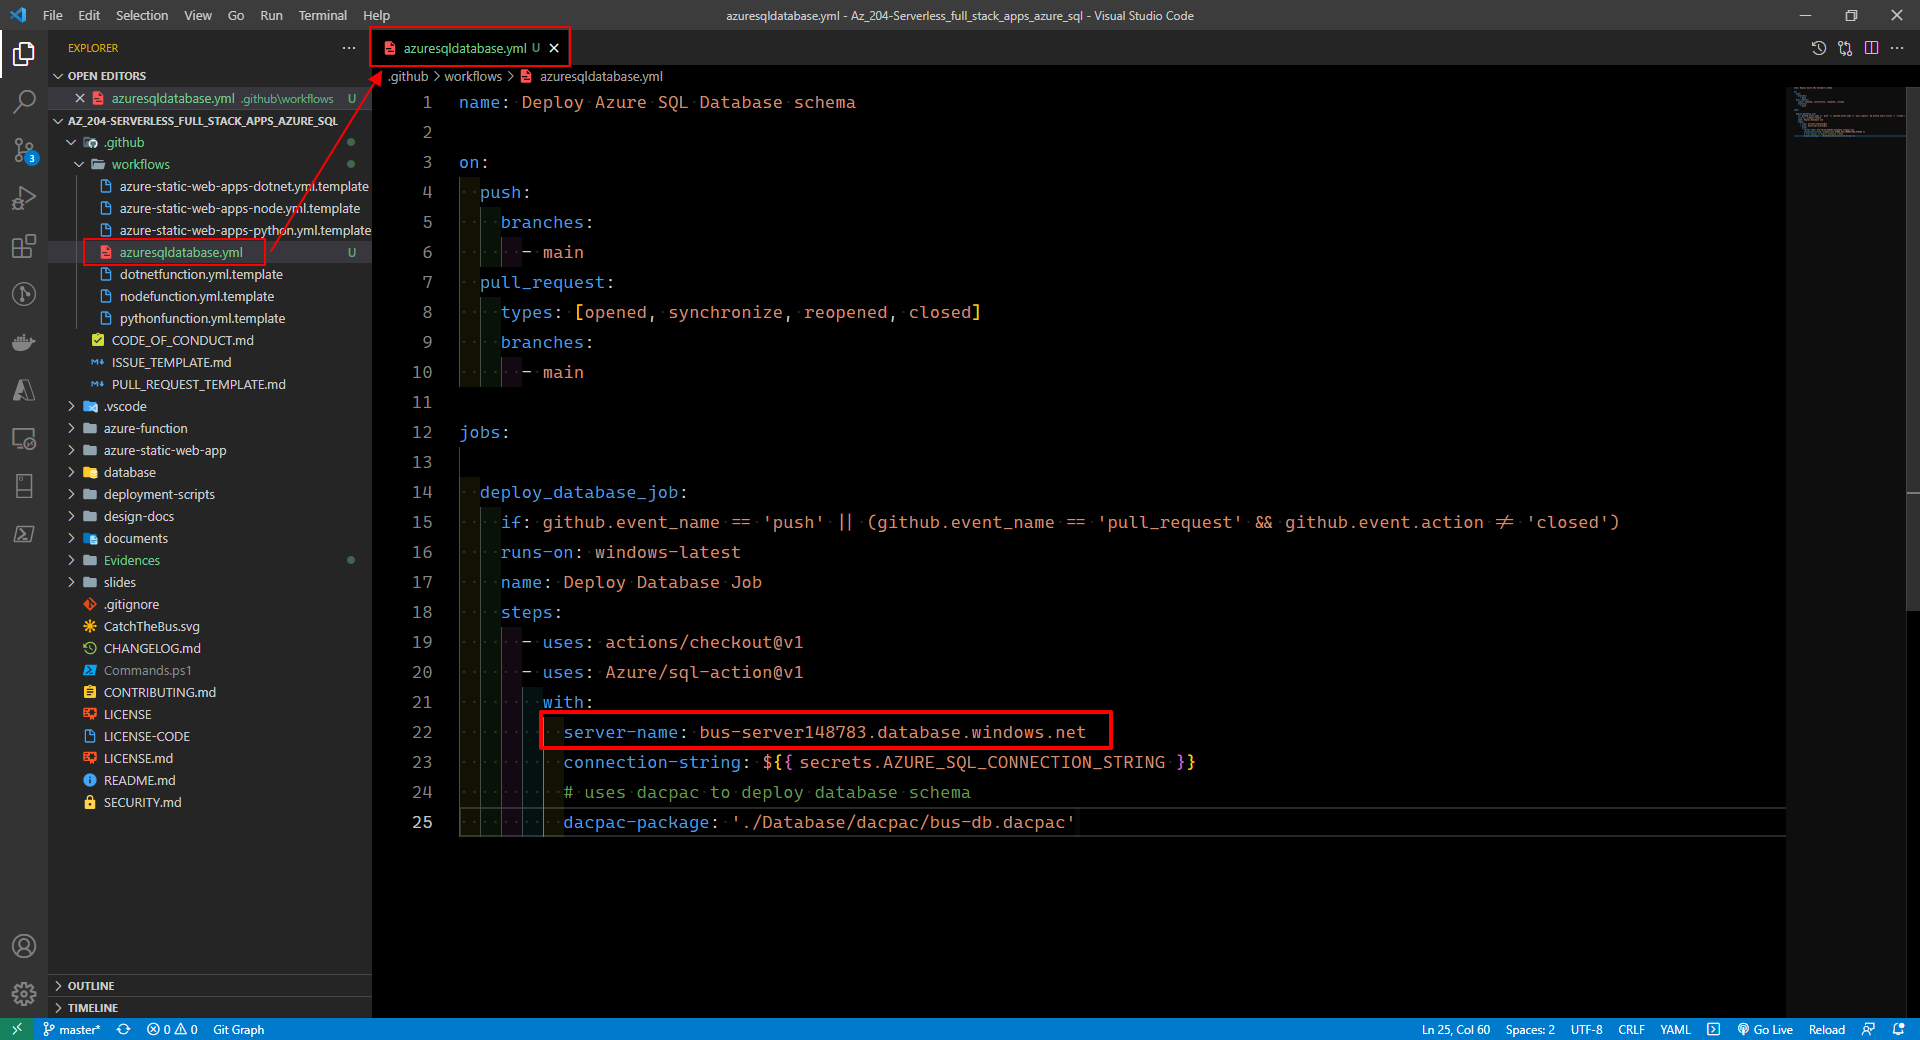 File Edit Selection View Go Run Terminal Help
azuresqldatabase.yml - Az_204-Serverless_full_stack_apps_azure_sql - Visual Studio Code
EXPLORER
OPEN EDITORS
azuresqldatabase.yml .github\workflows U
AZ_204-SERVERLESS_FULL_STACK_APPS_AZURE_SQL
.github
workflows
azure-static-web-apps-dotnet.yml.template
azure-static-web-apps-node.yml.template
azure-static-web-apps-python.yml.template
azuresqldatabase.yml U
dotnetfunction.yml.template
nodefunction.yml.template
pythonfunction.yml.template
CODE_OF_CONDUCT.md
ISSUE_TEMPLATE.md
PULL_REQUEST_TEMPLATE.md
.vscode
azure-function
azure-static-web-app
database
deployment-scripts
design-docs
documents
Evidences
slides
.gitignore
CatchTheBus.svg
CHANGELOG.md
Commands.ps1
CONTRIBUTING.md
LICENSE
LICENSE-CODE
LICENSE.md
README.md
SECURITY.md
OUTLINE
TIMELINE
3
azuresqldatabase.yml U
.github > workflows > azuresqldatabase.yml
1 name: Deploy Azure SQL Database schema
2
3 on:
4 push:
5 branches:
6 - main
7 pull_request:
8 types: [opened, synchronize, reopened, closed]
9 branches:
10 - main
11
12 jobs:
13
14 deploy_database_job:
15 if: github.event_name == 'push' || (github.event_name == 'pull_request' && github.event.action != 'closed')
16 runs-on: windows-latest
17 name: Deploy Database Job
18 steps:
19 - uses: actions/checkout@v1
20 - uses: Azure/sql-action@v1
21 with:
22 server-name: bus-server148783.database.windows.net
23 connection-string: ${{ secrets.AZURE_SQL_CONNECTION_STRING }}
24 # uses dacpac to deploy database schema
25 dacpac-package: './Database/dacpac/bus-db.dacpac'
master* 0 0 Git Graph
Ln 25, Col 60 Spaces: 2 UTF-8 CRLF YAML Go Live Reload